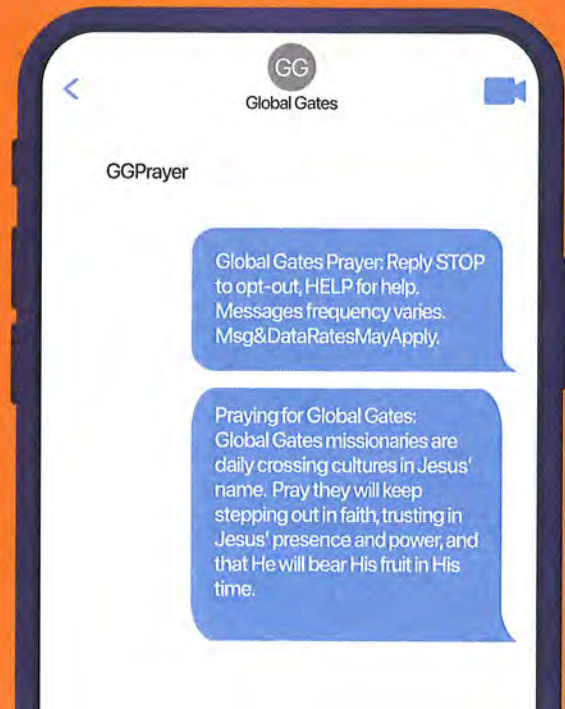 GG
Global Gates
GGPrayer
Global Gates Prayer: Reply STOP
to opt-out, HELP for help.
Messages frequency varies.
Msg&DataRatesMayApply.
Praying for Global Gates:
Global Gates missionaries are
daily crossing cultures in Jesus'
name. Pray they will keep
stepping out in faith, trusting in
Jesus' presence and power, and
that He will bear His fruit in His
time.